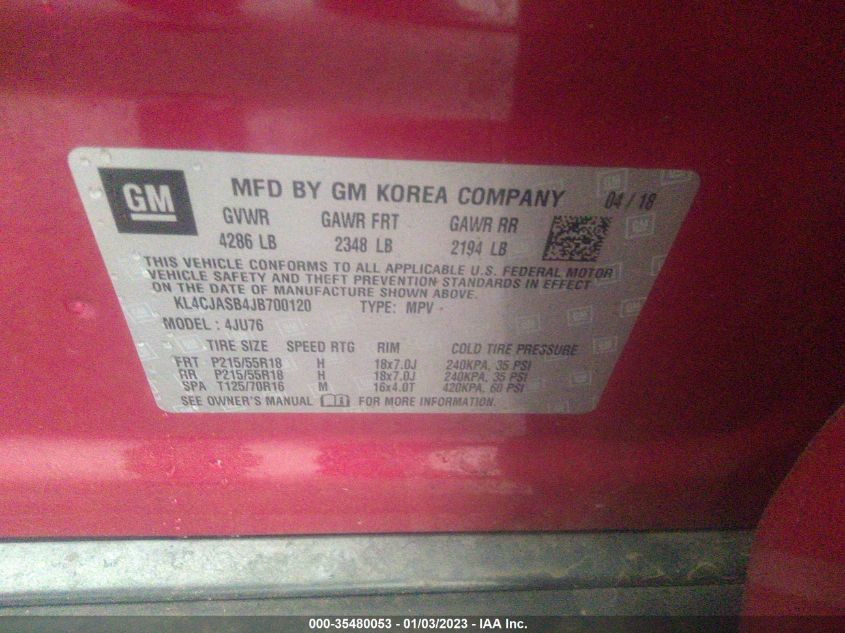 GM
MFD BY GM KOREA COMPANY 04 / 18
GVWR GAWR FRT GAWR RR
4286 LB 2348 LB 2194 LB
THIS VEHICLE CONFORMS TO ALL APPLICABLE U.S. FEDERAL MOTOR
VEHICLE SAFETY AND THEFT PREVENTION STANDARDS IN EFFECT
ON THE DATE OF MANUFACTURE SHOWN ABOVE.
KL4CJASB4JB700120 TYPE: MPV
MODEL : 4JU76
TIRE SIZE SPEED RTG RIM COLD TIRE PRESSURE
FRT P215/55R18 H 18x7.0J 240KPA, 35 PSI
RR P215/55R18 H 18x7.0J 240KPA, 35 PSI
SPA T125/70R16 M 16x4.0T 420KPA, 60 PSI
SEE OWNER'S MANUAL FOR MORE INFORMATION.
000-35480053 - 01/03/2023 - IAA Inc.